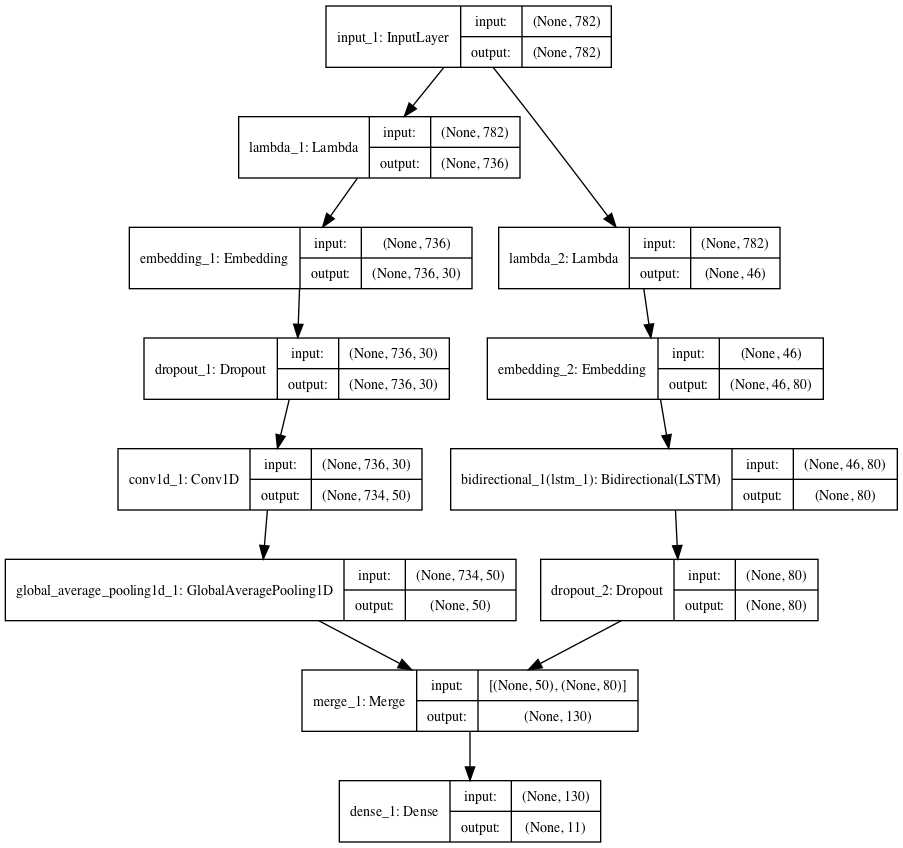 input_1: InputLayer
input:
(None, 782)
output:
(None, 782)
lambda_1: Lambda
input:
(None, 782)
output:
(None, 736)
embedding_1: Embedding
input:
(None, 736)
output:
(None, 736, 30)
lambda_2: Lambda
input:
(None, 782)
output:
(None, 46)
dropout_1: Dropout
input:
(None, 736, 30)
output:
(None, 736, 30)
embedding_2: Embedding
input:
(None, 46)
output:
(None, 46, 80)
conv1d_1: Conv1D
input:
(None, 736, 30)
output:
(None, 734, 50)
bidirectional_1(lstm_1): Bidirectional(LSTM)
input:
(None, 46, 80)
output:
(None, 80)
global_average_pooling1d_1: GlobalAveragePooling1D
input:
(None, 734, 50)
output:
(None, 50)
dropout_2: Dropout
input:
(None, 80)
output:
(None, 80)
merge_1: Merge
input:
[(None, 50), (None, 80)]
output:
(None, 130)
dense_1: Dense
input:
(None, 130)
output:
(None, 11)